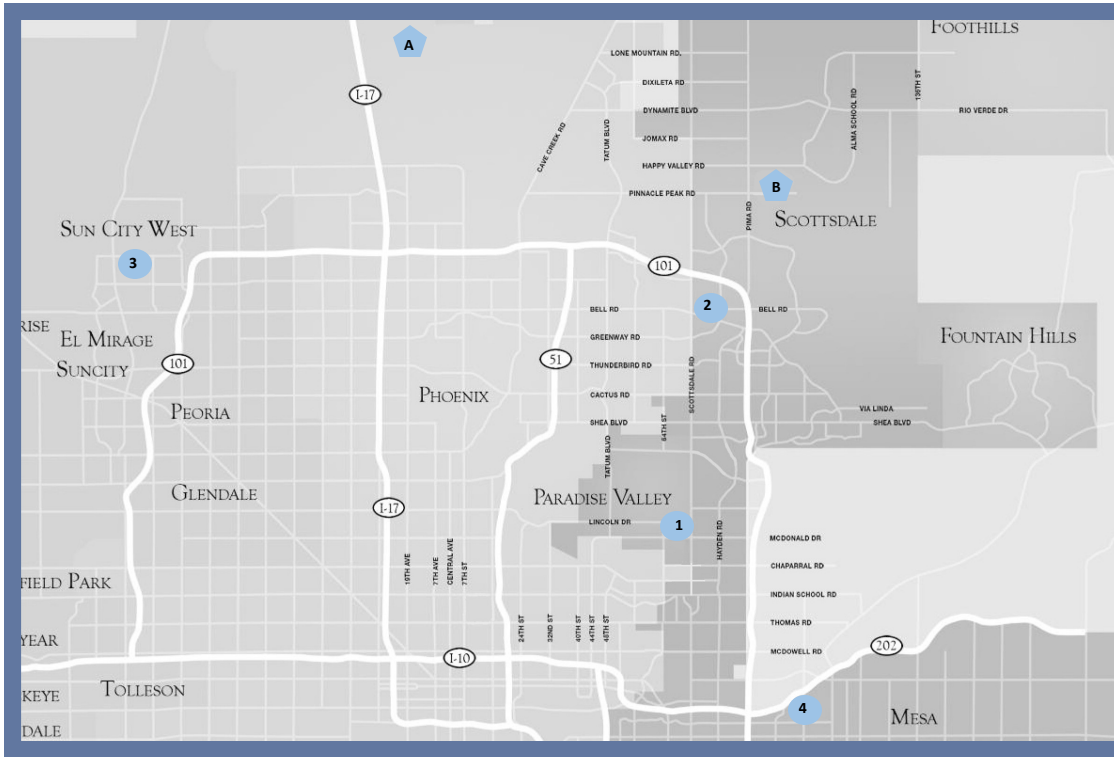 FOOTHILLS
A
LONE MOUNTAIN RD.
DIXILETA RD
I-17
136TH ST
DYNAMITE BLVD
RIO VERDE DR
ALMA SCHOOL RD
CAVE CREEK RD
TATUM BLVD
JOMAX RD
HAPPY VALLEY RD
PINNACLE PEAK RD
B
PIMA RD
SCOTTSDALE
SUN CITY WEST
3
101
2
BELL RD
BELL RD
RISE
EL MIRAGE
GREENWAY RD
FOUNTAIN HILLS
51
101
SUNCITY
THUNDERBIRD RD
SCOTTSDALE RD
PHOENIX
CACTUS RD
PEORIA
VIA LINDA
SHEA BLVD
SHEA BLVD
64TH ST
TATUM BLVD
GLENDALE
PARADISE VALLEY
I-17
LINCOLN DR
1
HAYDEN RD
MCDONALD DR
19TH AVE
7TH AVE
CENTRAL AVE
7TH ST
CHAPARRAL RD
FIELD PARK
INDIAN SCHOOL RD
24TH ST
32ND ST
40TH ST
44TH ST
48TH ST
THOMAS RD
YEAR
MCDOWELL RD
202
I-10
TOLLESON
KEYE
4
MESA
DALE